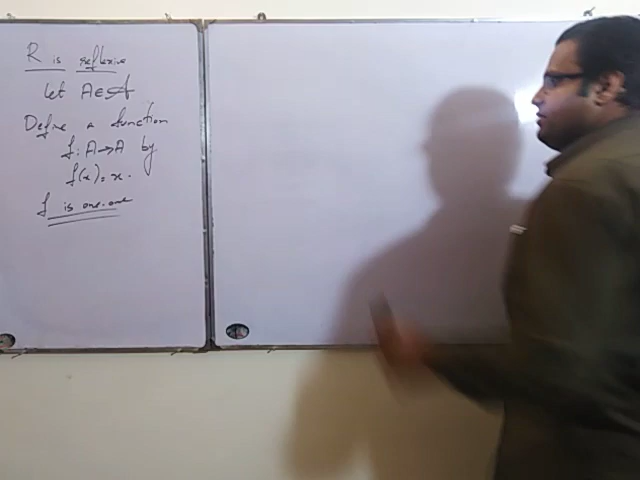 R is reflexive
let A∈𝒜
Define a function
f: A→A by
f(x)=x.
f is one-one